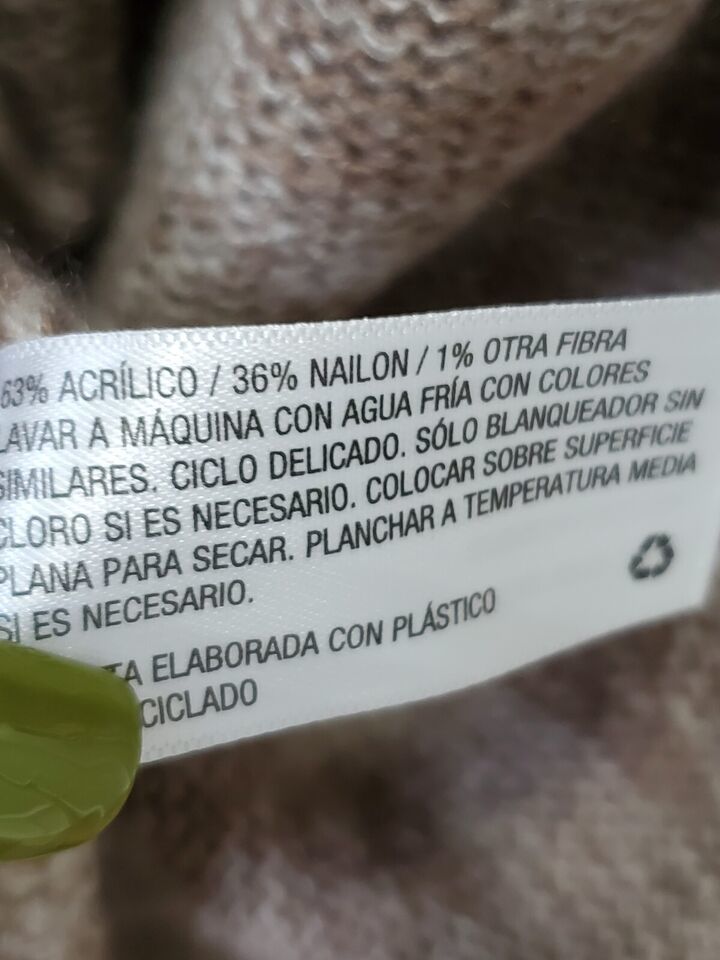 63% ACRÍLICO / 36% NAILON / 1% OTRA FIBRA
LAVAR A MÁQUINA CON AGUA FRÍA CON COLORES
SIMILARES. CICLO DELICADO. SÓLO BLANQUEADOR SIN
CLORO SI ES NECESARIO. COLOCAR SOBRE SUPERFICIE
PLANA PARA SECAR. PLANCHAR A TEMPERATURA MEDIA
SI ES NECESARIO.
TA ELABORADA CON PLÁSTICO
CICLADO